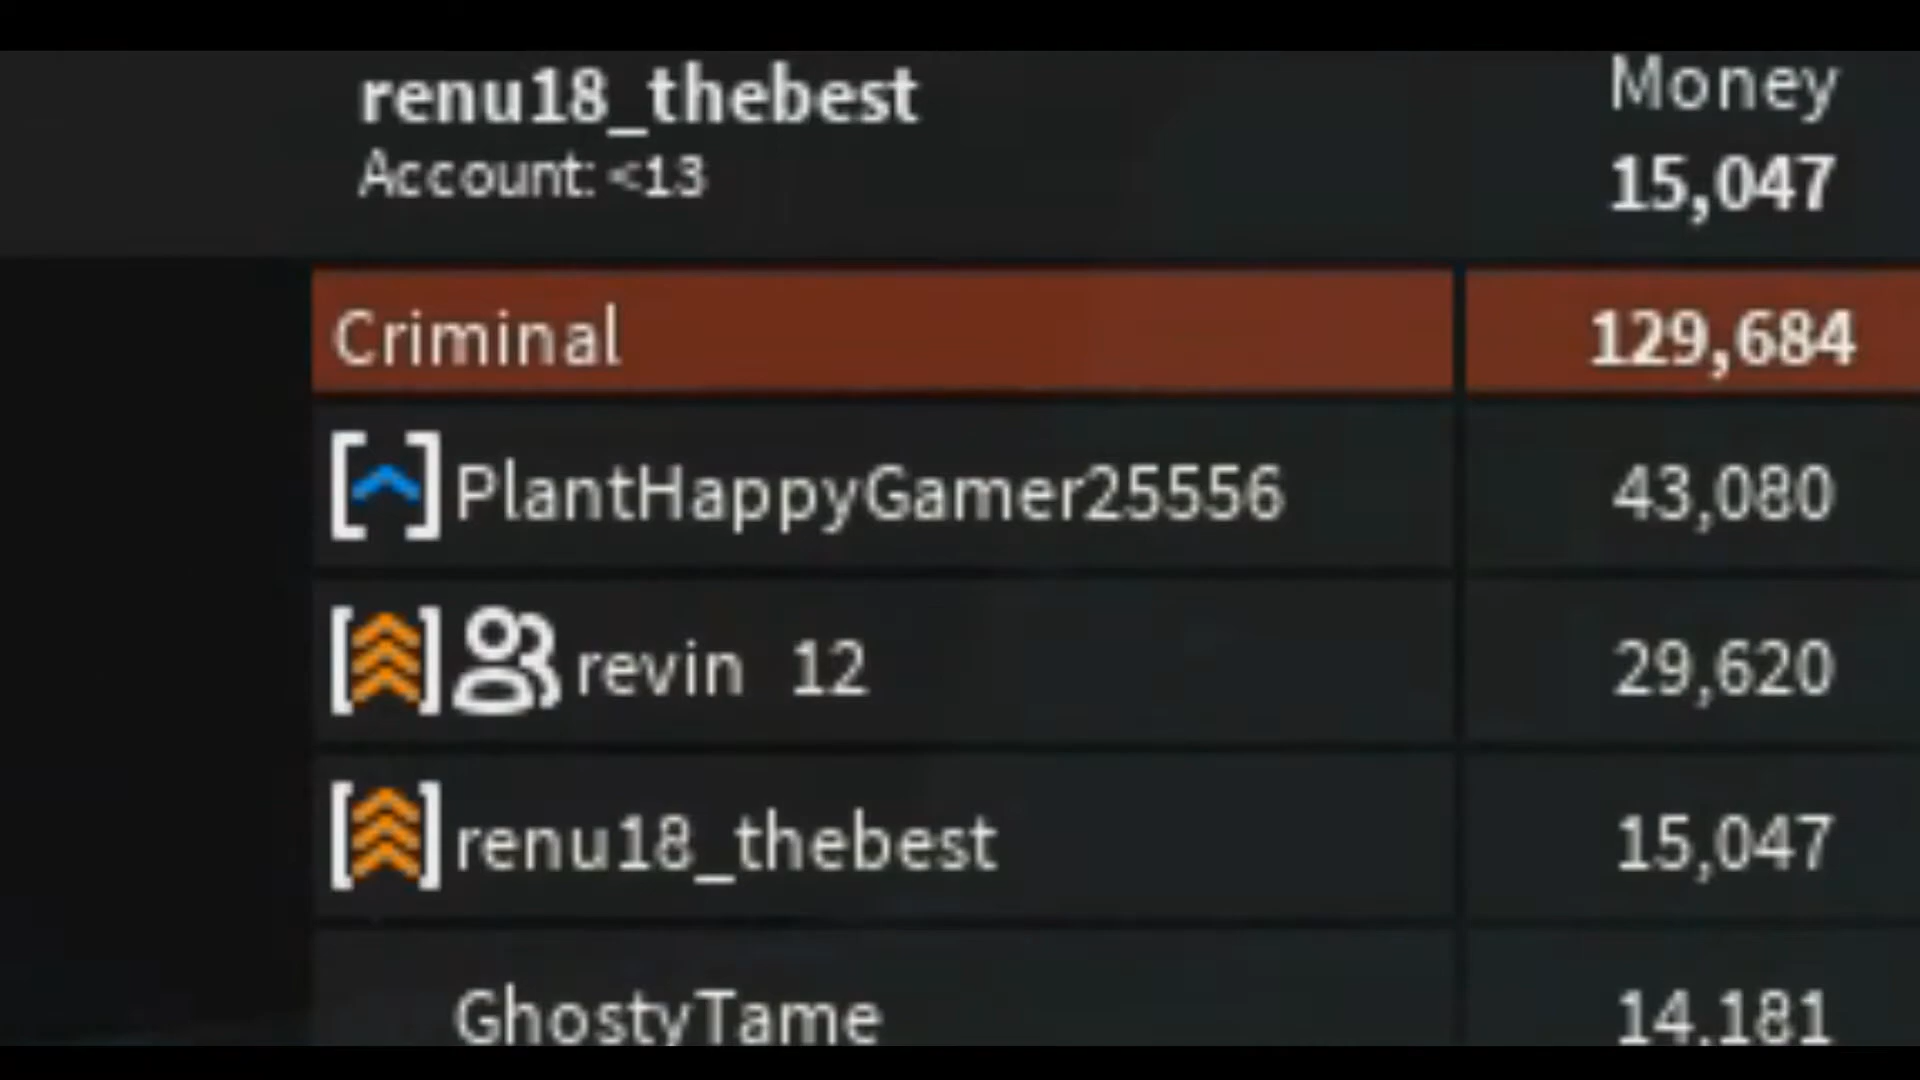 renu18_thebest Money
Account: <13 15,047
Criminal 129,684
PlantHappyGamer25556 43,080
revin 12 29,620
renu18_thebest 15,047
GhostyTame 14,181